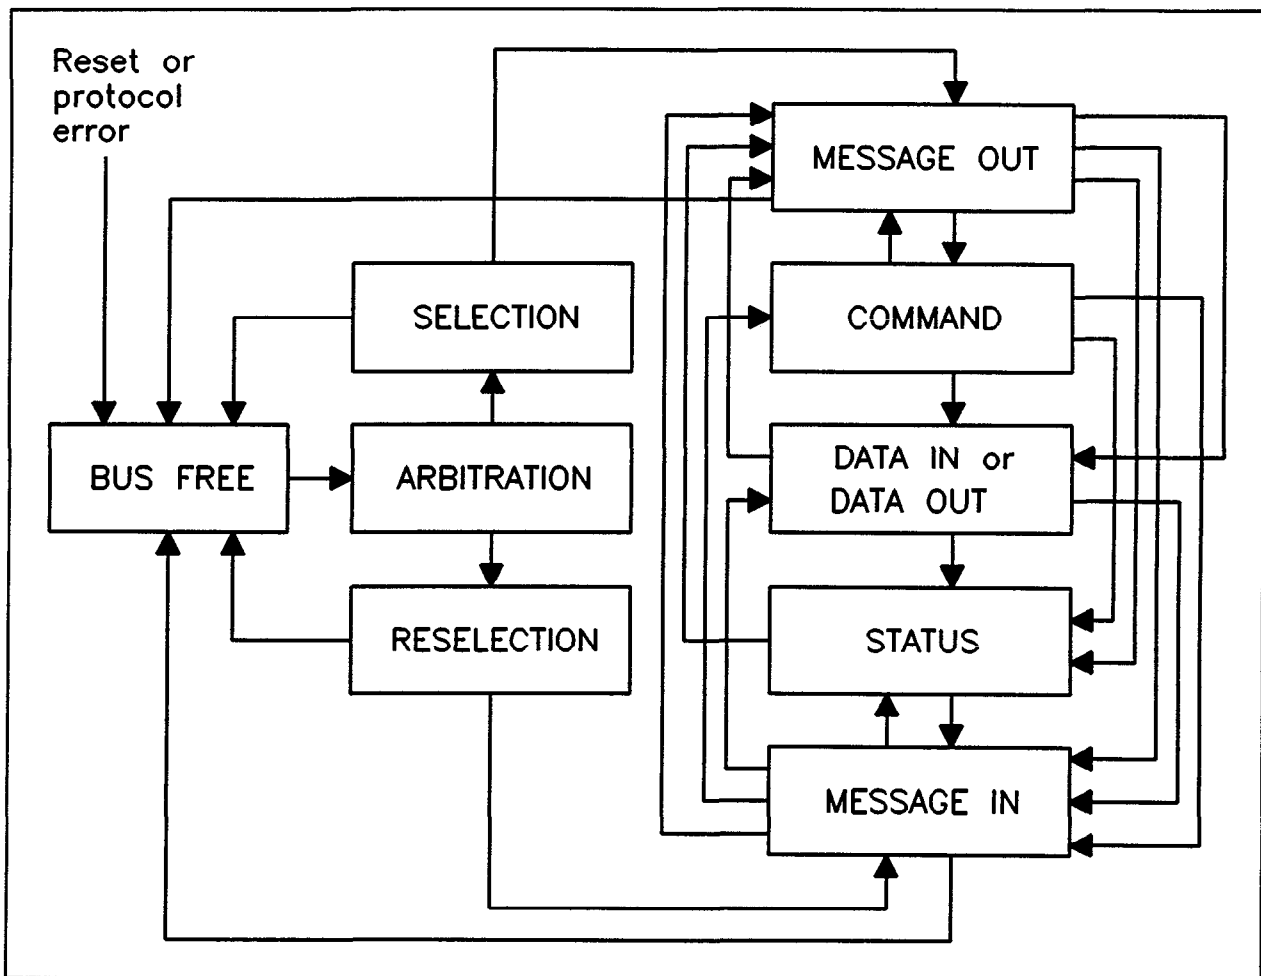 Reset or
protocol
error
MESSAGE OUT
SELECTION
COMMAND
BUS FREE
ARBITRATION
DATA IN or
DATA OUT
RESELECTION
STATUS
MESSAGE IN